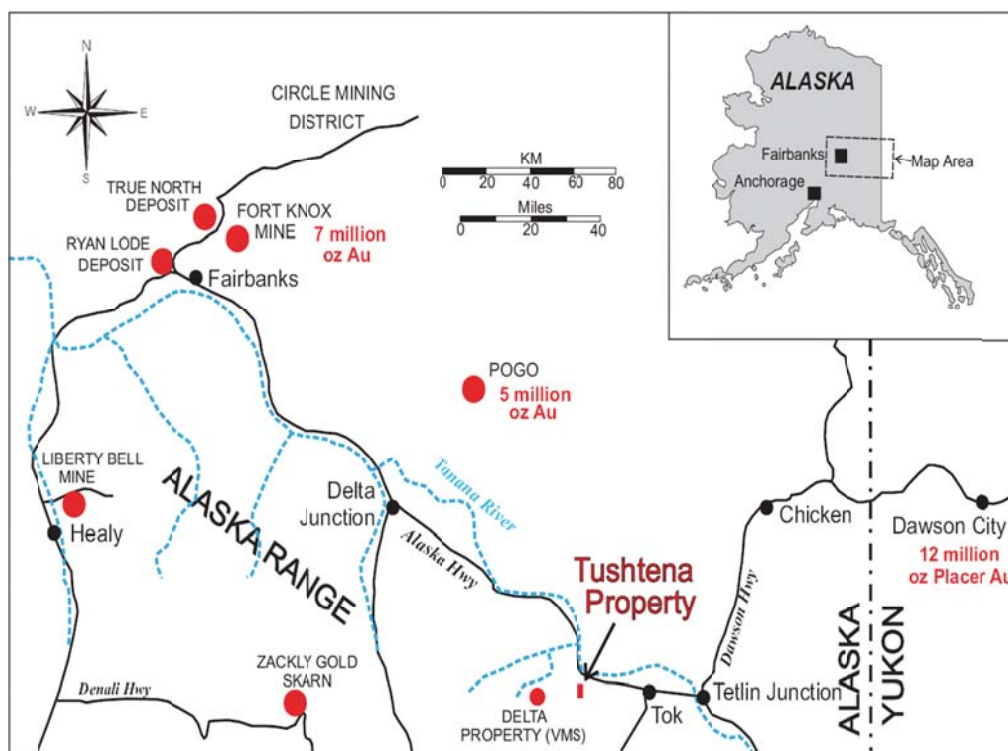 N
W
E
S
CIRCLE MINING
DISTRICT
KM
0
20
40
60
80
Miles
0
20
40
ALASKA
Fairbanks
Map Area
Anchorage
TRUE NORTH
DEPOSIT
FORT KNOX
MINE
7 million
oz Au
RYAN LODE
DEPOSIT
Fairbanks
POGO
5 million
oz Au
LIBERTY BELL
MINE
Healy
ALASKA RANGE
Delta
Junction
Tanana River
Alaska Hwy
Chicken
Dawson City
12 million
oz Placer Au
Tushtena
Property
Dawson Hwy
ALASKA
YUKON
ZACKLY GOLD
SKARN
Denali Hwy
DELTA
PROPERTY (VMS)
Tok
Tetlin Junction